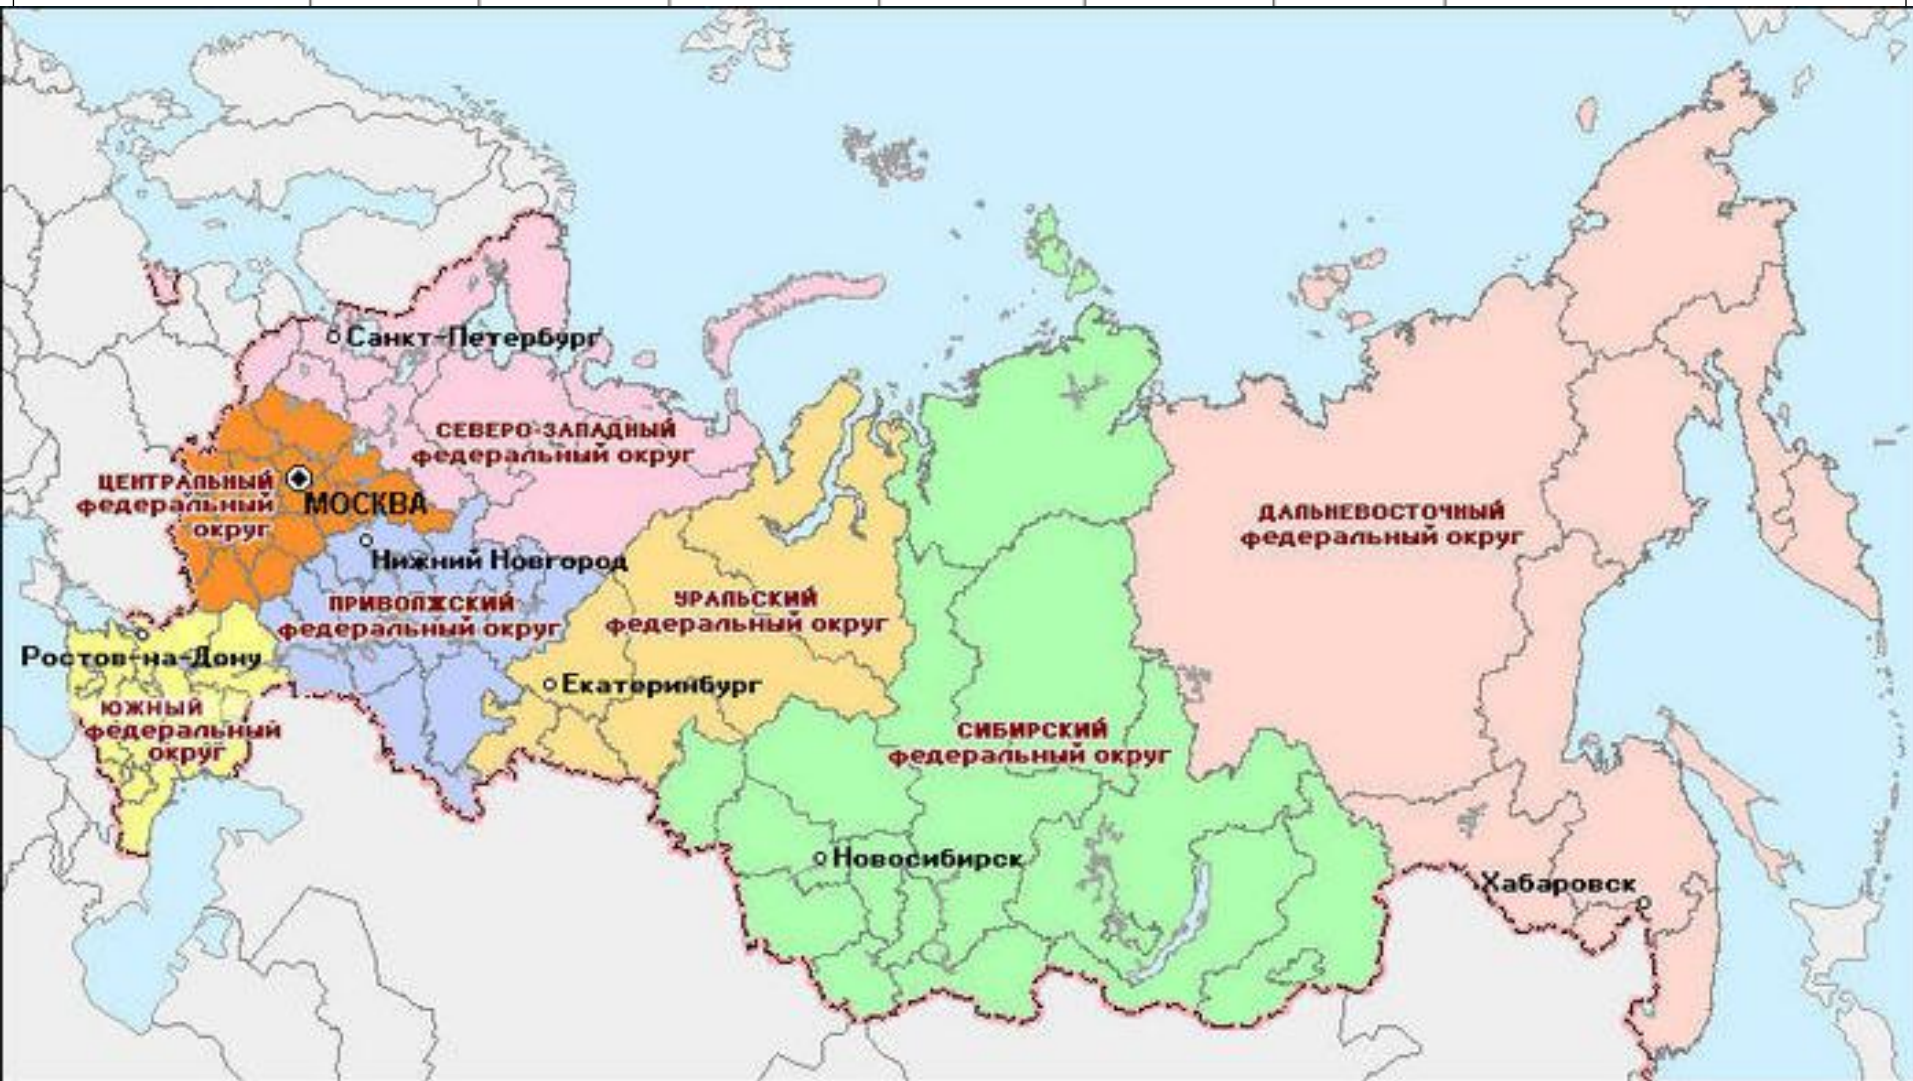 Санкт-Петербург
СЕВЕРО-ЗАПАДНЫЙ
федеральный округ
ЦЕНТРАЛЬНЫЙ
федеральный
округ
МОСКВА
Нижний Новгород
ПРИВОЛЖСКИЙ
федеральный округ
УРАЛЬСКИЙ
федеральный округ
ДАЛЬНЕВОСТОЧНЫЙ
федеральный округ
Ростов-на-Дону
Екатеринбург
ЮЖНЫЙ
федеральный
округ
СИБИРСКИЙ
федеральный округ
Новосибирск
Хабаровск